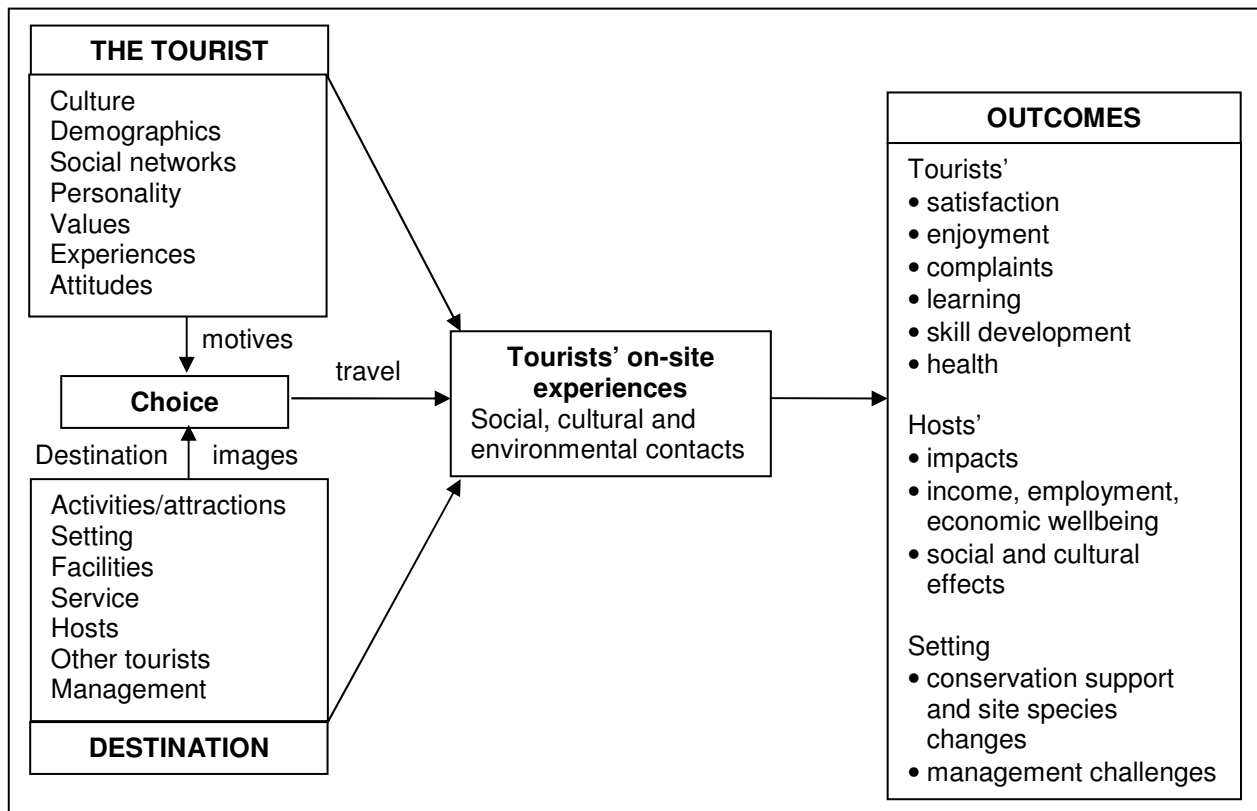 THE TOURIST
Culture
Demographics
Social networks
Personality
Values
Experiences
Attitudes
motives
Choice
travel
Destination images
Activities/attractions
Setting
Facilities
Service
Hosts
Other tourists
Management
DESTINATION
Tourists’ on-site
experiences
Social, cultural and
environmental contacts
OUTCOMES
Tourists’
• satisfaction
• enjoyment
• complaints
• learning
• skill development
• health
Hosts’
• impacts
• income, employment,
economic wellbeing
• social and cultural
effects
Setting
• conservation support
and site species
changes
• management challenges